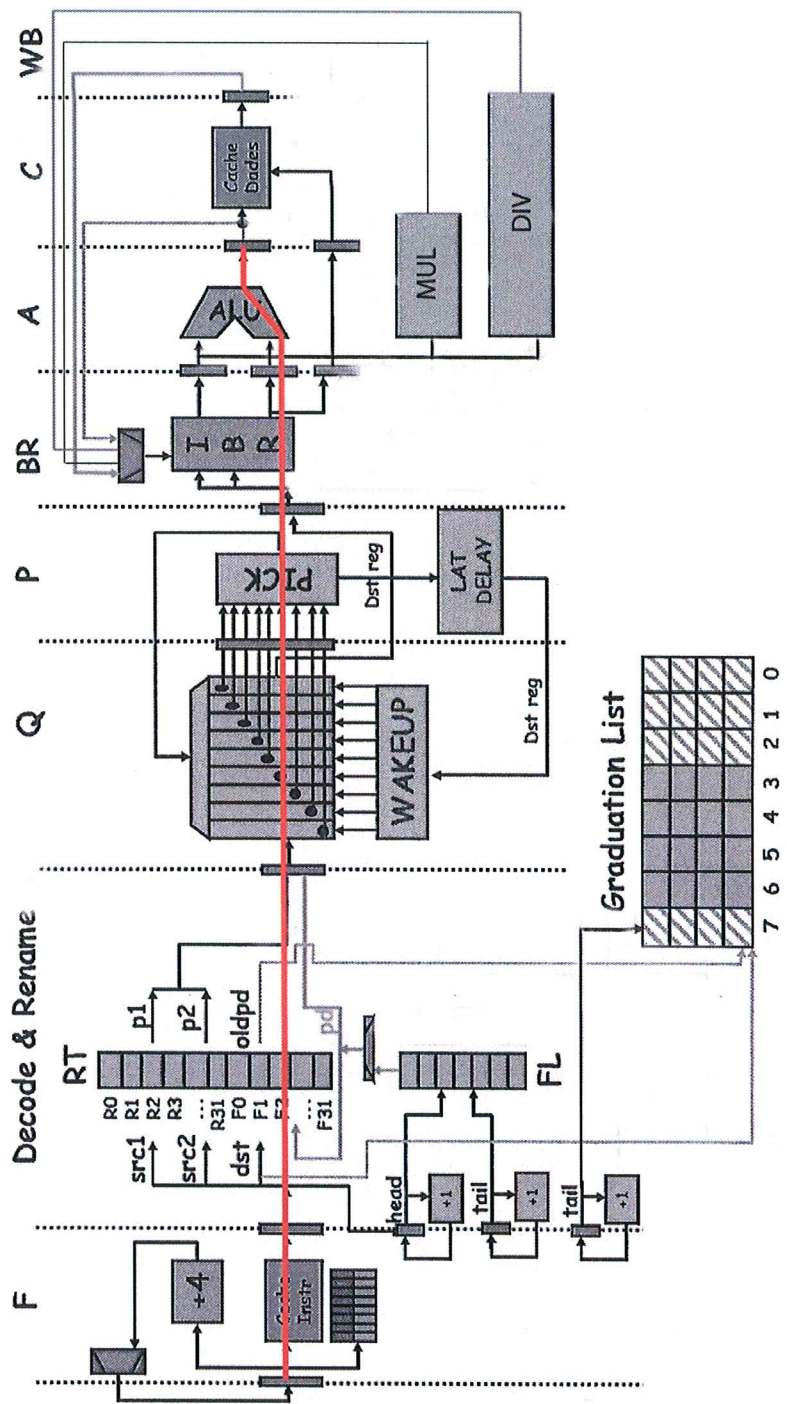 F
Decode & Rename
Q
P
BR
A
C
WB
+4
Cache
Instr
RT
R0
R1
R2
R3
...
R31
F0
F1
F2
...
F31
src1
src2
dst
p1
p2
oldpd
pd
FL
head
+1
tail
+1
tail
+1
WAKEUP
PICK
Dst reg
LAT
DELAY
Dst reg
I
B
R
ALU
Cache
Dades
MUL
DIV
Graduation List
7 6 5 4 3 2 1 0